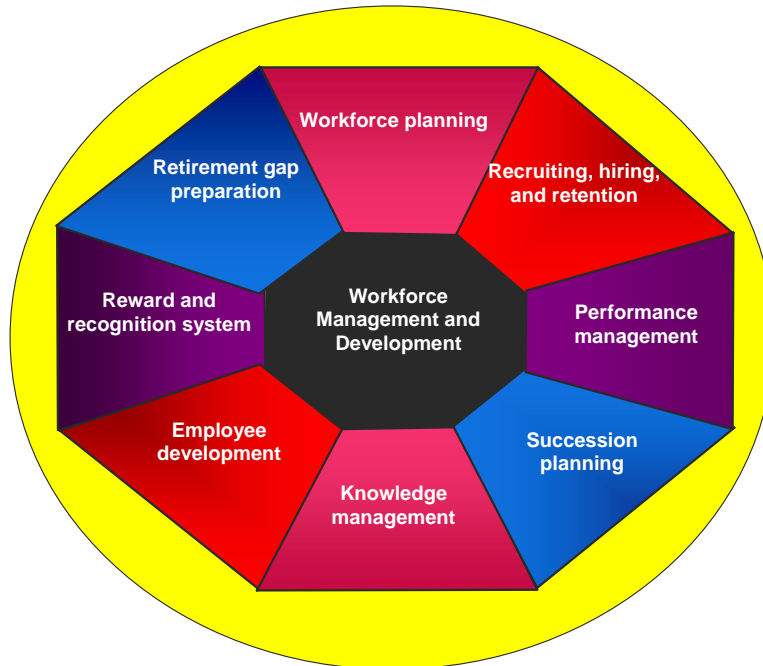 Workforce planning
Recruiting, hiring,
and retention
Performance
management
Succession
planning
Knowledge
management
Employee
development
Reward and
recognition system
Retirement gap
preparation
Workforce
Management and
Development